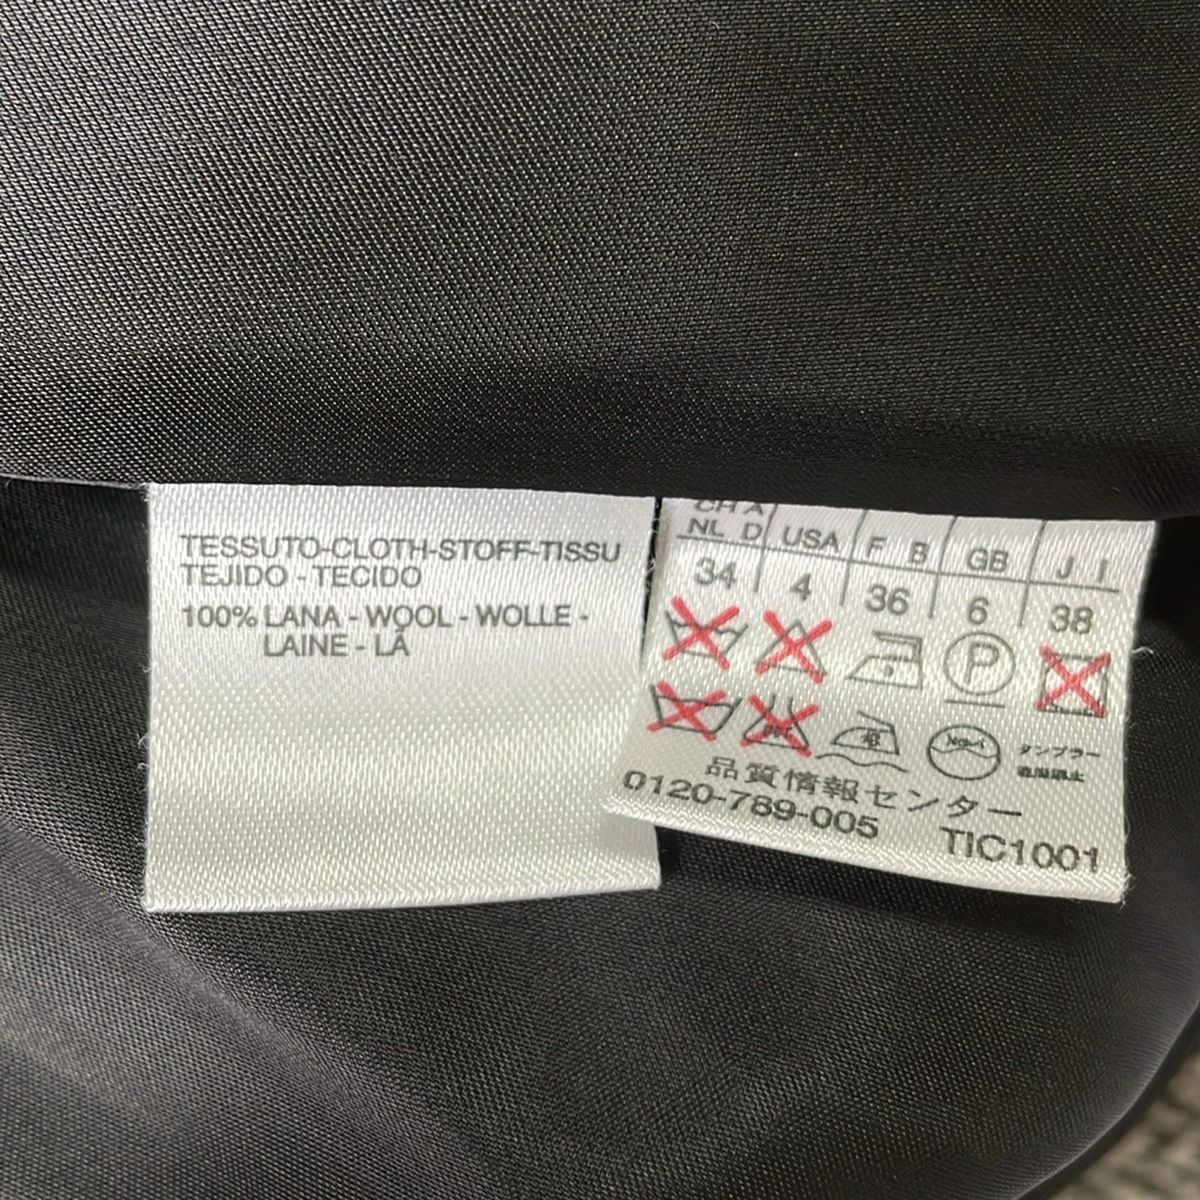 TESSUTO-CLOTH-STOFF-TISSU
TEJIDO - TECIDO
100% LANA - WOOL - WOLLE -
LAINE - LÃ
CH A
NL D USA F B GB J I
34 4 36 6 38
P
タンブラー
品質情報センター
0120-789-005 TIC1001